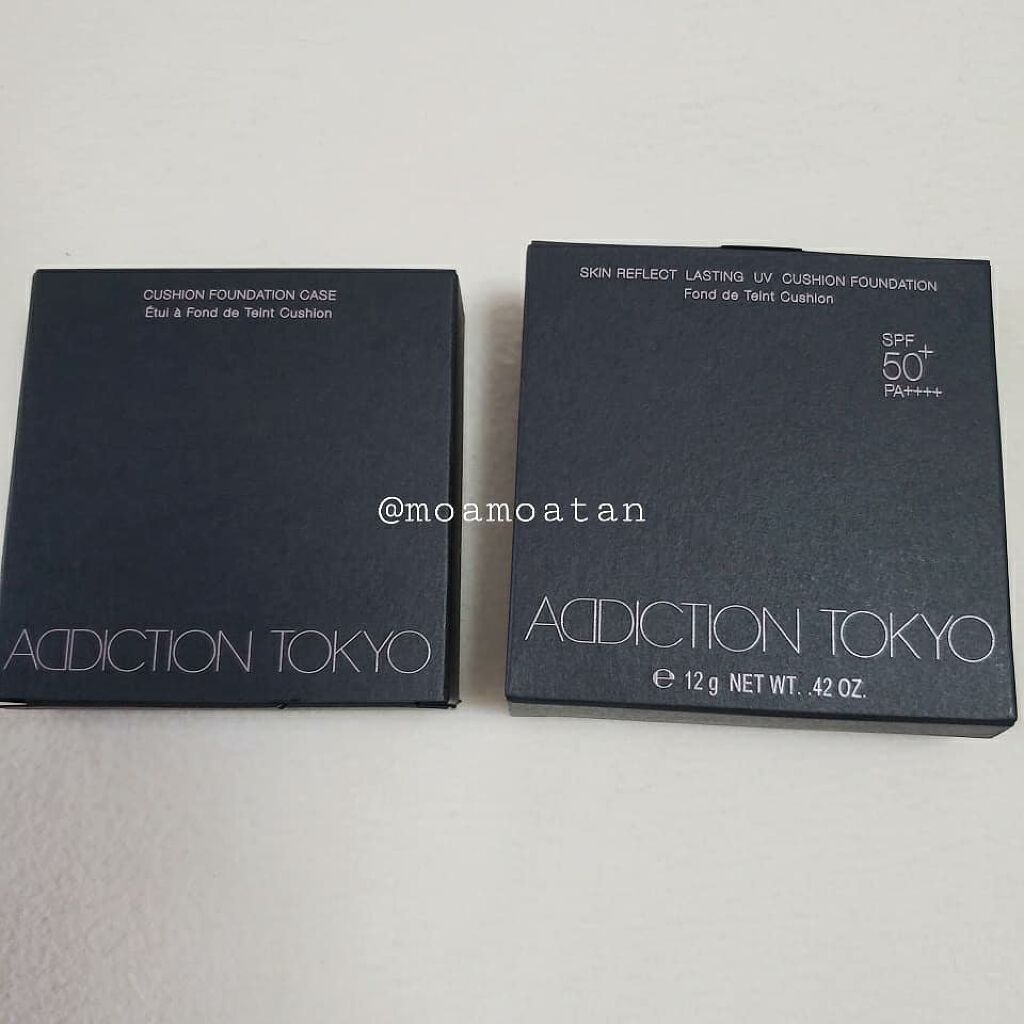 CUSHION FOUNDATION CASE
Étui à Fond de Teint Cushion
ADDICTION TOKYO
SKIN REFLECT LASTING UV CUSHION FOUNDATION
Fond de Teint Cushion
SPF
50+
PA++++
ADDICTION TOKYO
℮ 12 g NET WT. .42 OZ.
@moamoatan